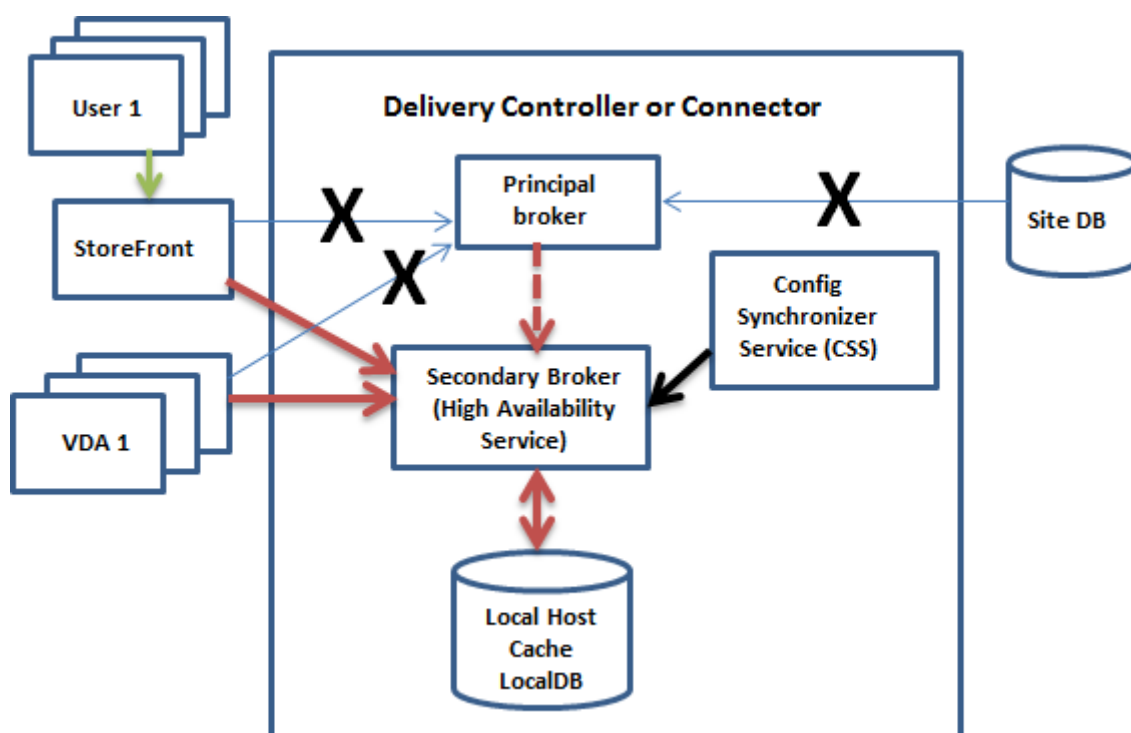 User 1
Delivery Controller or Connector
Principal
broker
X
X
Site DB
StoreFront
X
Config
Synchronizer
Service (CSS)
Secondary Broker
(High Availability
Service)
VDA 1
Local Host
Cache
LocalDB